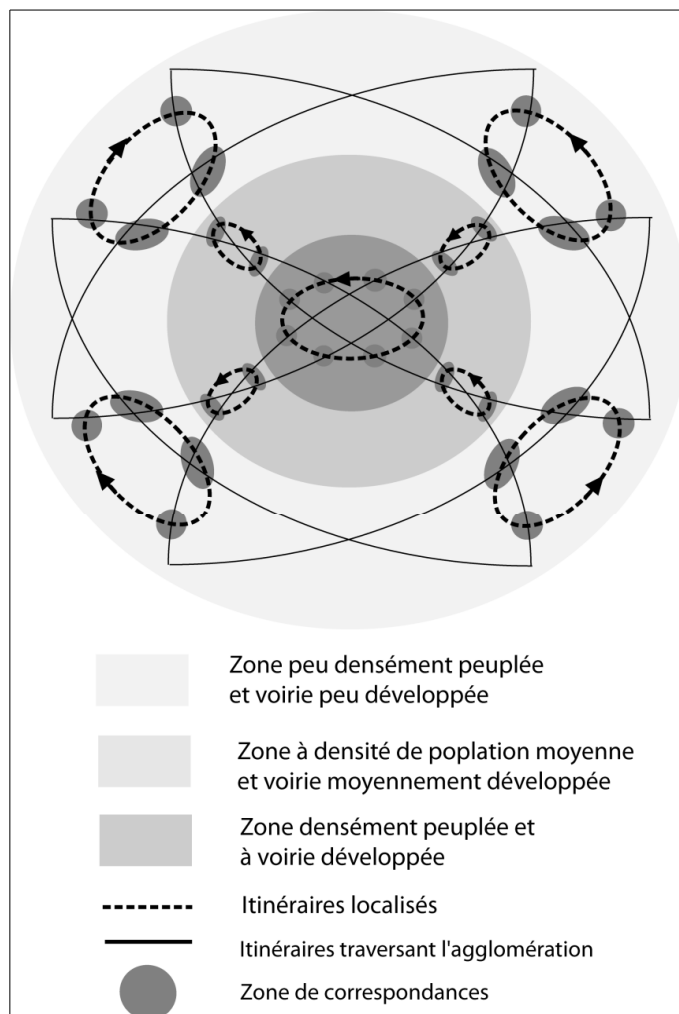 Zone peu densément peuplée
et voirie peu développée
Zone à densité de poplation moyenne
et voirie moyennement développée
Zone densément peuplée et
à voirie développée
Itinéraires localisés
Itinéraires traversant l'agglomération
Zone de correspondances